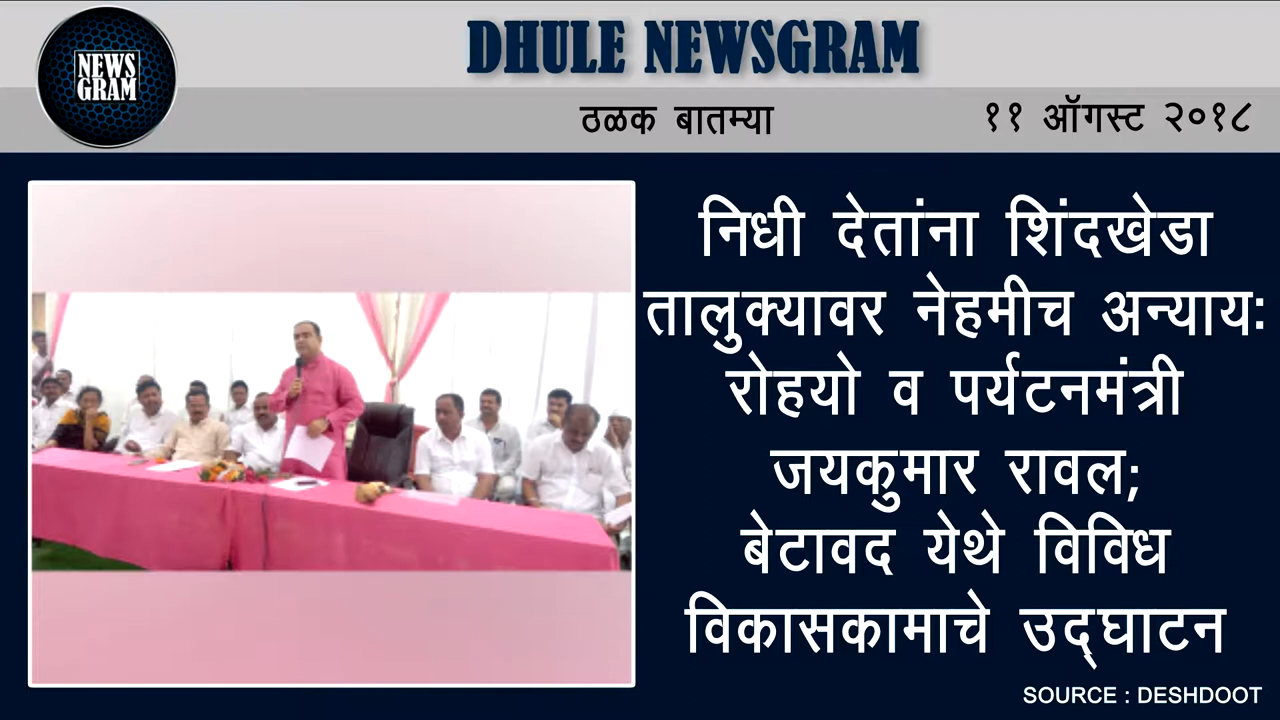 NEWS
GRAM
DHULE NEWSGRAM
ठळक बातम्या
११ ऑगस्ट २०१८
निधी देतांना शिंदखेडा
तालुक्यावर नेहमीच अन्यायः
रोहयो व पर्यटनमंत्री
जयकुमार रावल;
बेटावद येथे विविध
विकासकामाचे उद्‌घाटन
SOURCE : DESHDOOT